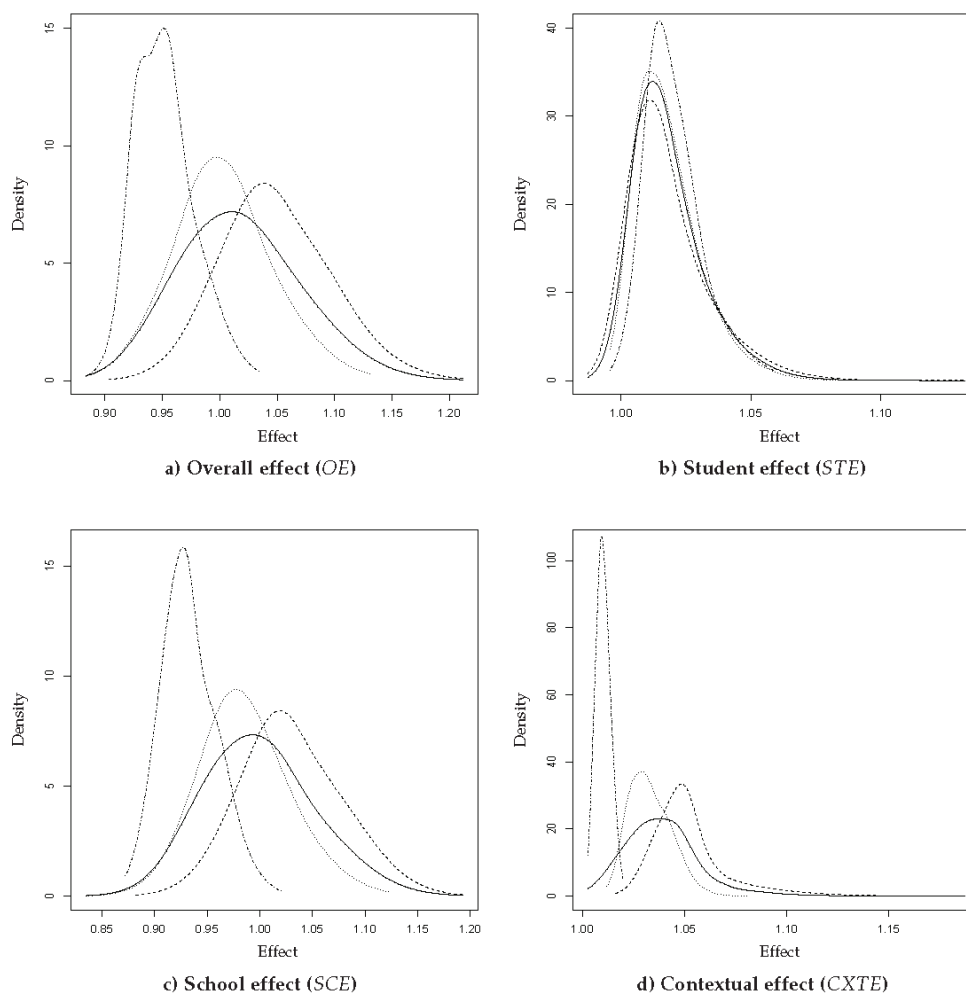 15
10
5
0
Density
0.90 0.95 1.00 1.05 1.10 1.15 1.20
Effect
a) Overall effect (OE)
40
30
20
10
0
Density
1.00 1.05 1.10
Effect
b) Student effect (STE)
15
10
5
0
Density
0.85 0.90 0.95 1.00 1.05 1.10 1.15 1.20
Effect
c) School effect (SCE)
100
80
60
40
20
0
Density
1.00 1.05 1.10 1.15
Effect
d) Contextual effect (CXTE)